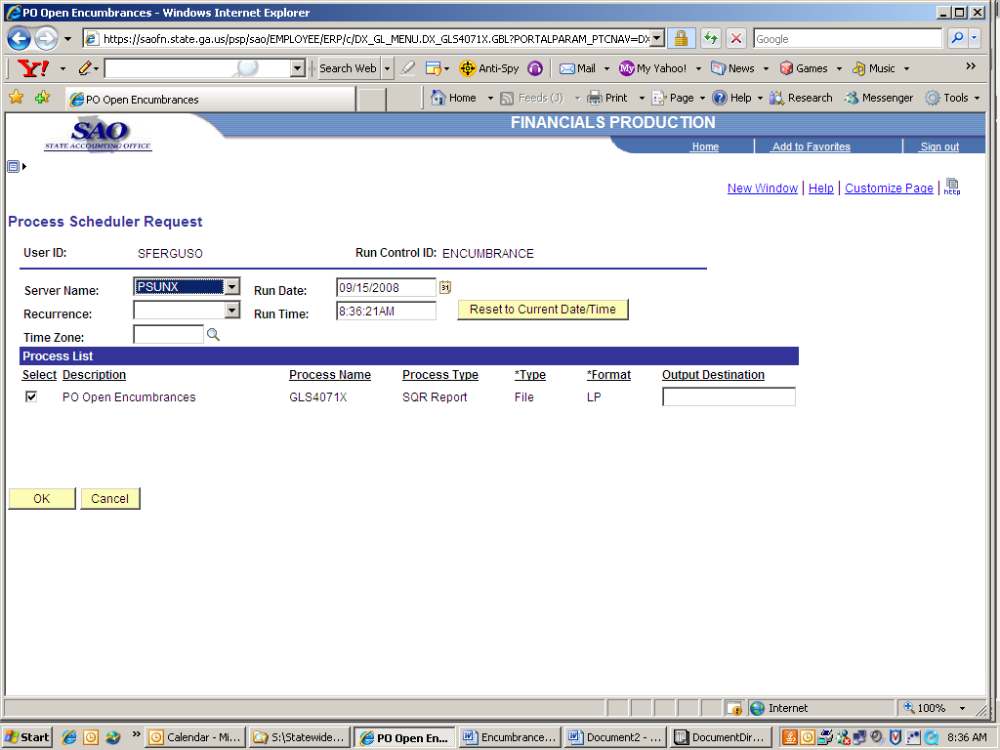 PO Open Encumbrances - Windows Internet Explorer
https://saofn.state.ga.us/psp/sao/EMPLOYEE/ERP/c/DX_GL_MENU.DX_GLS4071X.GBL?PORTALPARAM_PTCNAV=DX
Google
Y! Search Web Anti-Spy Mail My Yahoo! News Games Music »
PO Open Encumbrances
Home Feeds (J) Print Page Help Research Messenger Tools
SAO
STATE ACCOUNTING OFFICE
FINANCIALS PRODUCTION
Home Add to Favorites Sign out
New Window Help Customize Page http
Process Scheduler Request
User ID: SFERGUSO Run Control ID: ENCUMBRANCE
Server Name: PSUNX Run Date: 09/15/2008 31
Recurrence: Run Time: 8:36:21AM Reset to Current Date/Time
Time Zone:
Process List
Select Description Process Name Process Type *Type *Format Output Destination
PO Open Encumbrances GLS4071X SQR Report File LP
OK Cancel
Internet 100%
Start » Calendar - Mi... S:\Statewide... PO Open En... Encumbrance... Document2 - ... DocumentDir... 8:36 AM